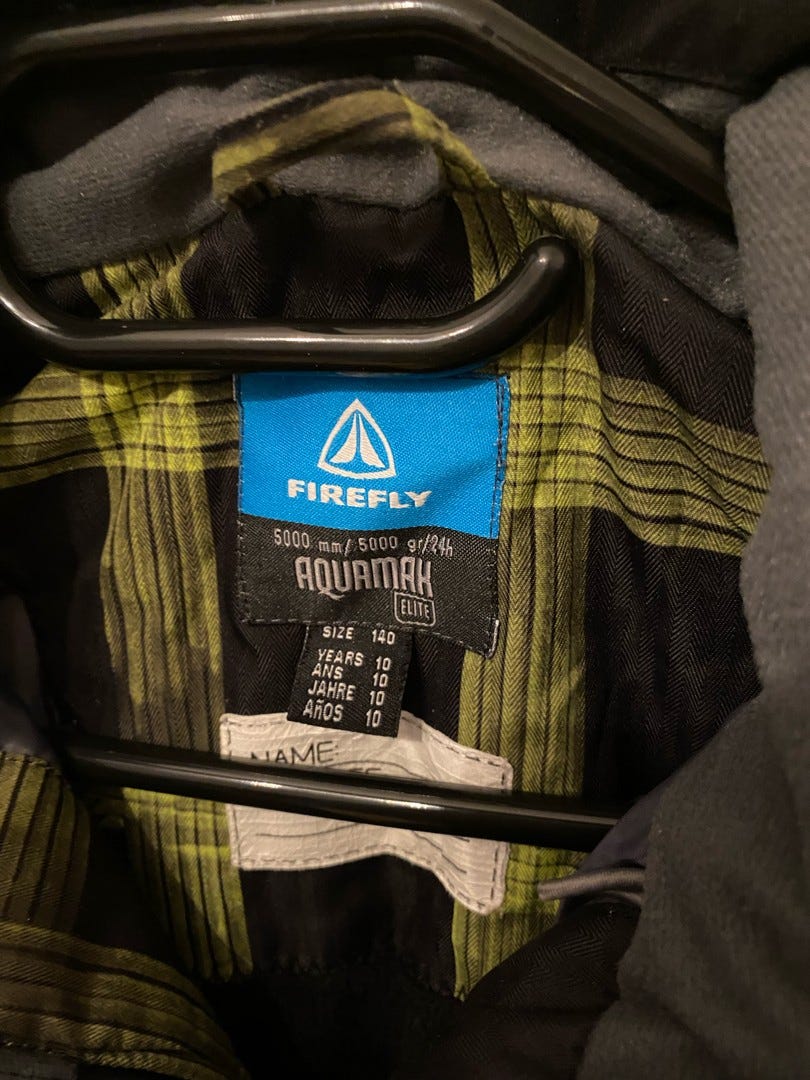 FIREFLY
5000 mm/ 5000 gr/24h
AQUAMAX
ELITE
SIZE 140
YEARS 10
ANS 10
JAHRE 10
AÑOS 10
NAME: